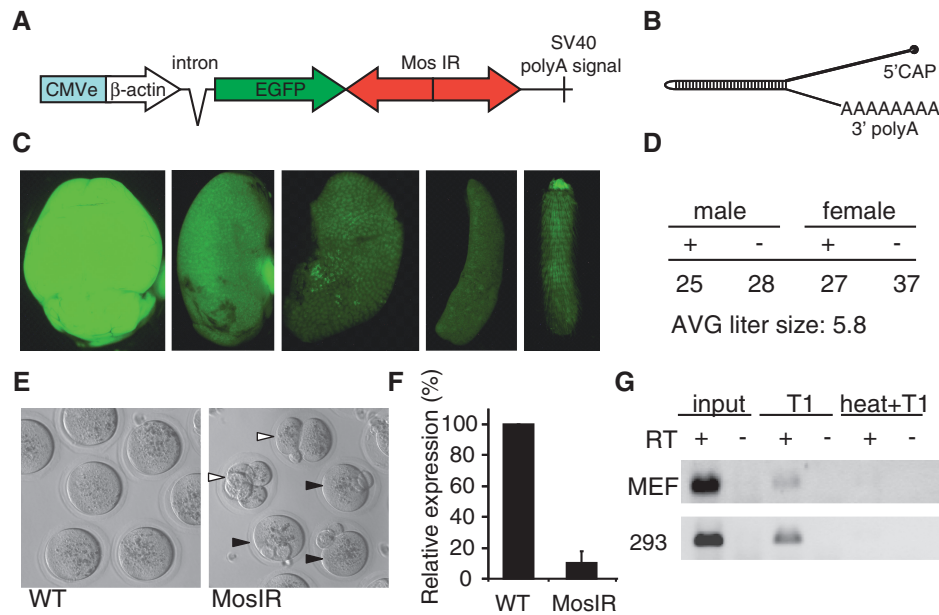 A
CMVe
β-actin
intron
EGFP
Mos IR
SV40
polyA signal
B
5'CAP
AAAAAAAA
3' polyA
C
D
male female
+ - + -
25 28 27 37
AVG liter size: 5.8
E
WT
MosIR
F
Relative expression (%)
100
80
60
40
20
0
WT MosIR
G
input T1 heat+T1
RT + - + - + -
MEF
293